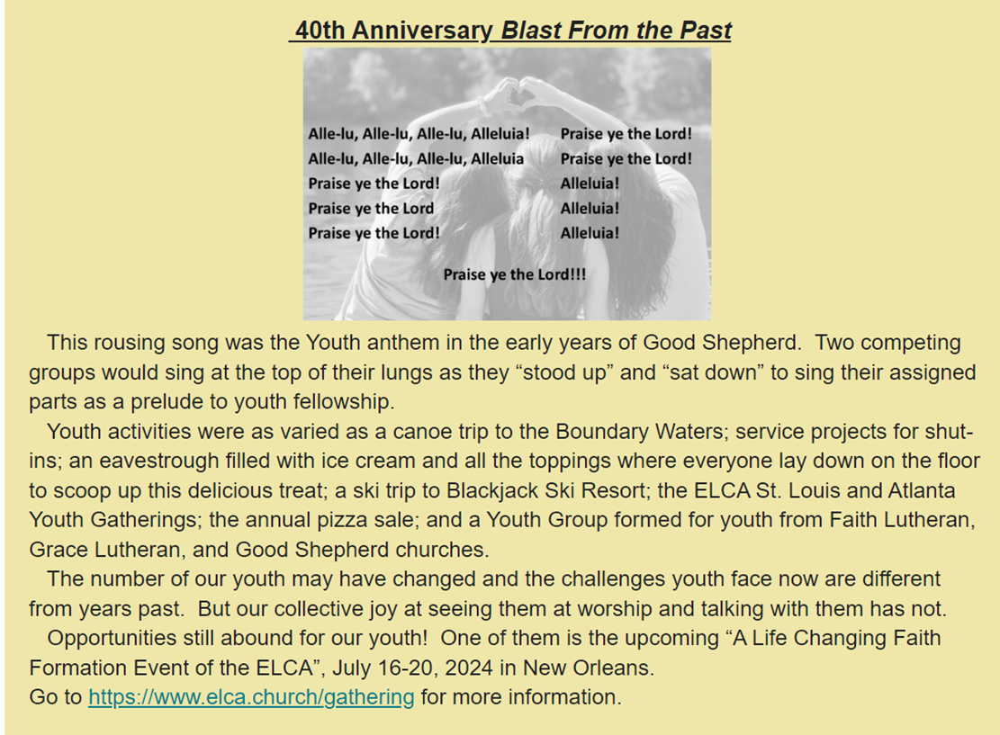 40th Anniversary Blast From the Past
Alle-lu, Alle-lu, Alle-lu, Alleluia! Praise ye the Lord!
Alle-lu, Alle-lu, Alle-lu, Alleluia Praise ye the Lord!
Praise ye the Lord! Alleluia!
Praise ye the Lord Alleluia!
Praise ye the Lord! Alleluia!
Praise ye the Lord!!!
This rousing song was the Youth anthem in the early years of Good Shepherd.  Two competing
groups would sing at the top of their lungs as they “stood up” and “sat down” to sing their assigned
parts as a prelude to youth fellowship.
Youth activities were as varied as a canoe trip to the Boundary Waters; service projects for shut-
ins; an eavestrough filled with ice cream and all the toppings where everyone lay down on the floor
to scoop up this delicious treat; a ski trip to Blackjack Ski Resort; the ELCA St. Louis and Atlanta
Youth Gatherings; the annual pizza sale; and a Youth Group formed for youth from Faith Lutheran,
Grace Lutheran, and Good Shepherd churches.
The number of our youth may have changed and the challenges youth face now are different
from years past.  But our collective joy at seeing them at worship and talking with them has not.
Opportunities still abound for our youth!  One of them is the upcoming “A Life Changing Faith
Formation Event of the ELCA”, July 16-20, 2024 in New Orleans.
Go to https://www.elca.church/gathering for more information.